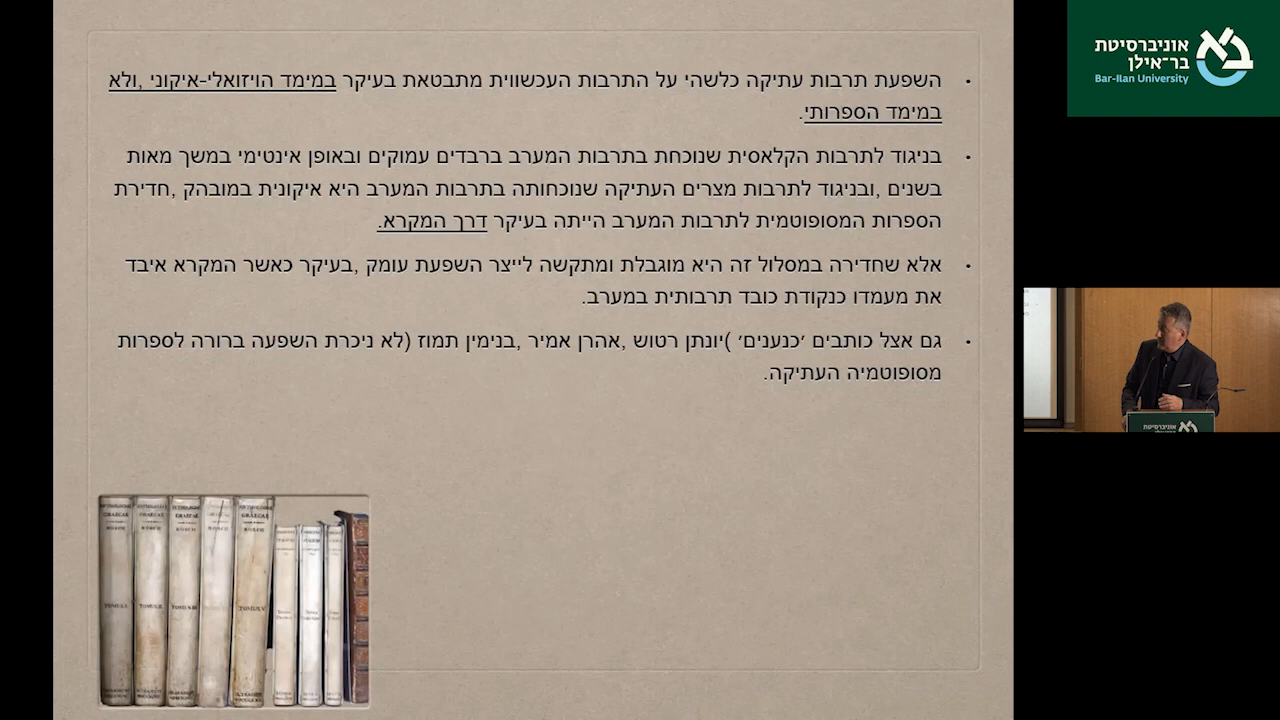 השפעת תרבות עתיקה כלשהי על התרבות העכשווית מתבטאת בעיקר במימד הויזואלי-איקוני ,ולא
במימד הספרותי.
בניגוד לתרבות הקלאסית שנוכחת בתרבות המערב ברבדים עמוקים ובאופן אינטימי במשך מאות
בשנים ,ובניגוד לתרבות מצרים העתיקה שנוכחותה בתרבות המערב היא איקונית במובהק ,חדירת
הספרות המסופוטמית לתרבות המערב הייתה בעיקר דרך המקרא.
אלא שחדירה במסלול זה היא מוגבלת ומתקשה לייצר השפעת עומק ,בעיקר כאשר המקרא איבד
את מעמדו כנקודת כובד תרבותית במערב.
גם אצל כותבים ׳כנענים׳ )יונתן רטוש ,אהרן אמיר ,בנימין תמוז (לא ניכרת השפעה ברורה לספרות
מסופוטמיה העתיקה.
אוניברסיטת
בר-אילן
Bar-Ilan University
אוניברסיטת
TOMUS V